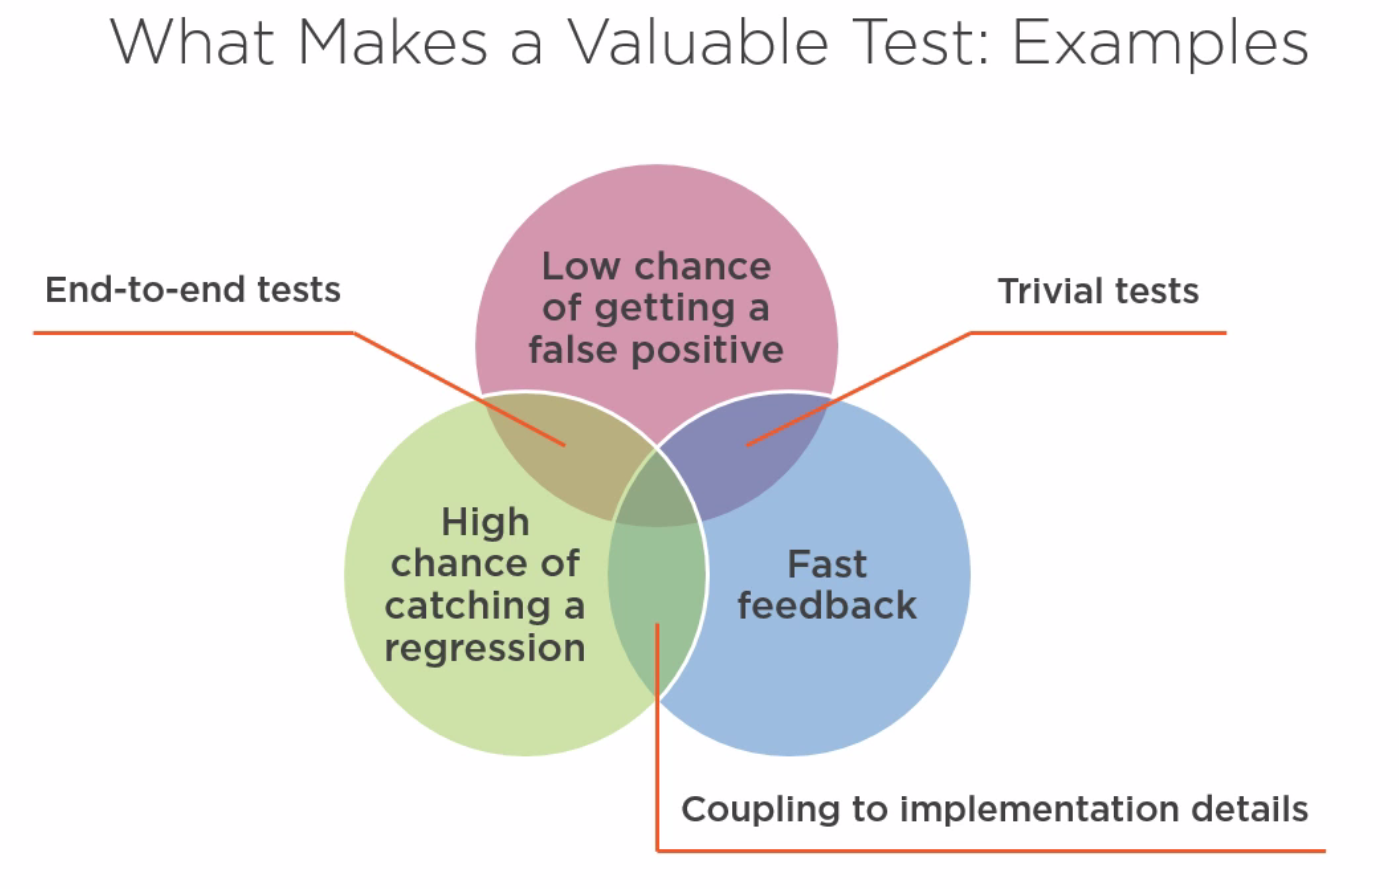 What Makes a Valuable Test: Examples
Low chance
of getting a
false positive
End-to-end tests
Trivial tests
High
chance of
catching a
regression
Fast
feedback
Coupling to implementation details